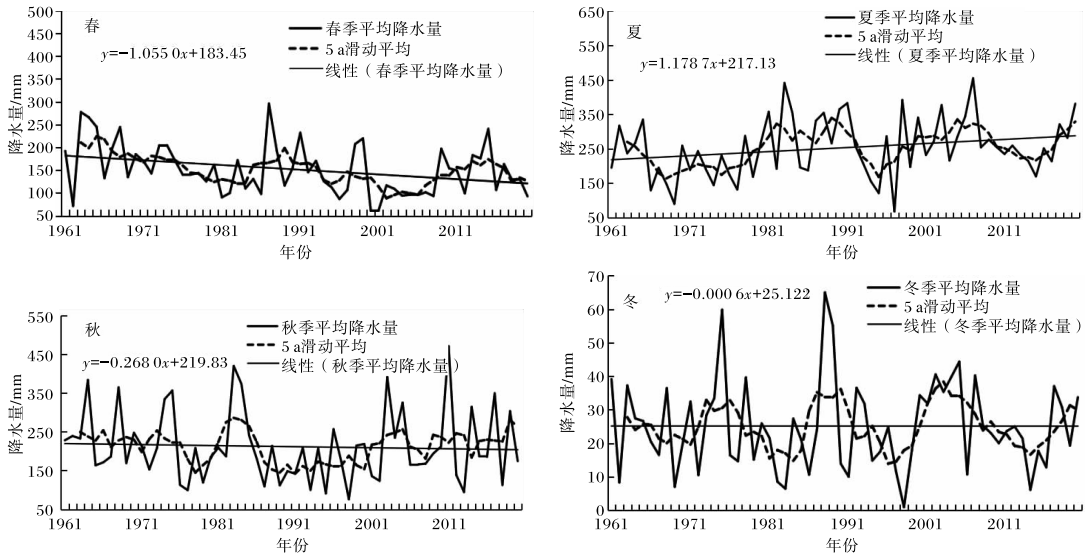 春
y=-1.055 0x+183.45
春季平均降水量
5 a滑动平均
线性（春季平均降水量）
降水量/mm
500
450
400
350
300
250
200
150
100
50
1961 1971 1981 1991 2001 2011
年份
夏
y=1.178 7x+217.13
夏季平均降水量
5 a滑动平均
线性（夏季平均降水量）
降水量/mm
650
550
450
350
250
150
50
1961 1971 1981 1991 2001 2011
年份
秋
y=-0.268 0x+219.83
秋季平均降水量
5 a滑动平均
线性（秋季平均降水量）
降水量/mm
550
450
350
250
150
50
1961 1971 1981 1991 2001 2011
年份
冬
y=-0.000 6x+25.122
冬季平均降水量
5 a滑动平均
线性（冬季平均降水量）
降水量/mm
70
60
50
40
30
20
10
0
1961 1971 1981 1991 2001 2011
年份